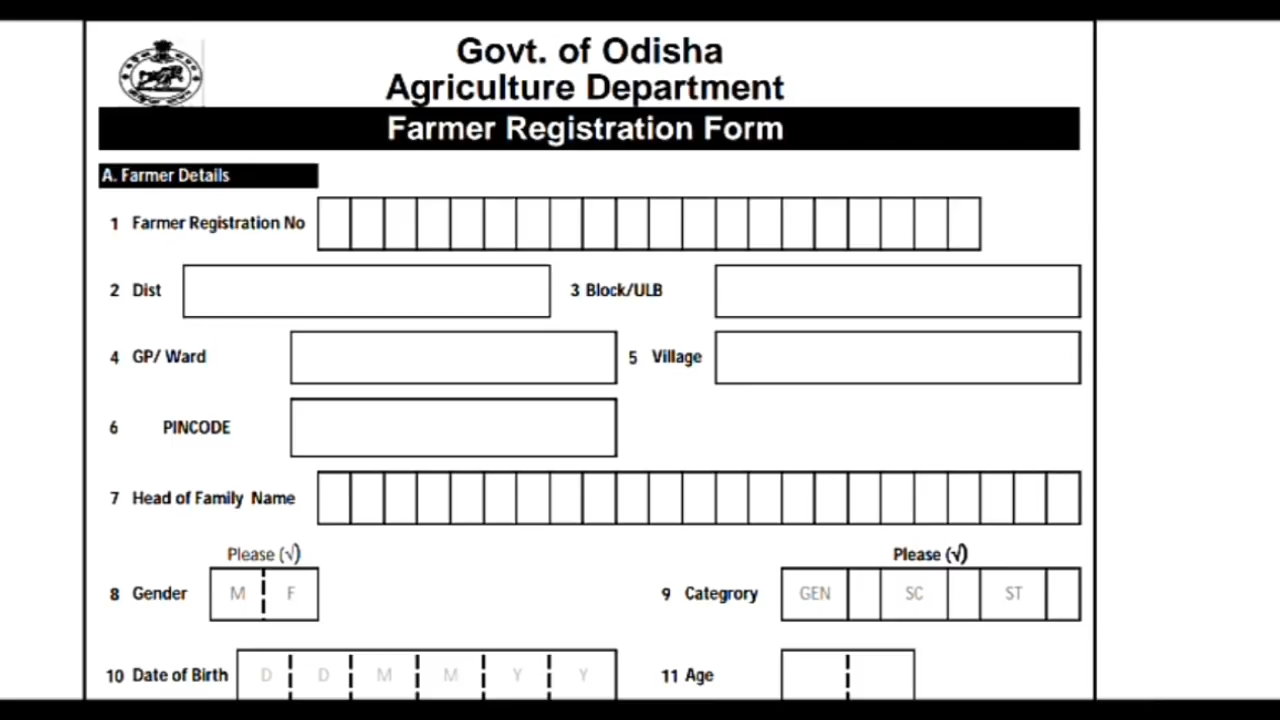 Govt. of Odisha
Agriculture Department
Farmer Registration Form
A. Farmer Details
1 Farmer Registration No
2 Dist 3 Block/ULB
4 GP/ Ward 5 Village
6 PINCODE
7 Head of Family Name
Please (√) Please (√)
8 Gender M F 9 Categrory GEN SC ST
10 Date of Birth D D M M Y Y 11 Age